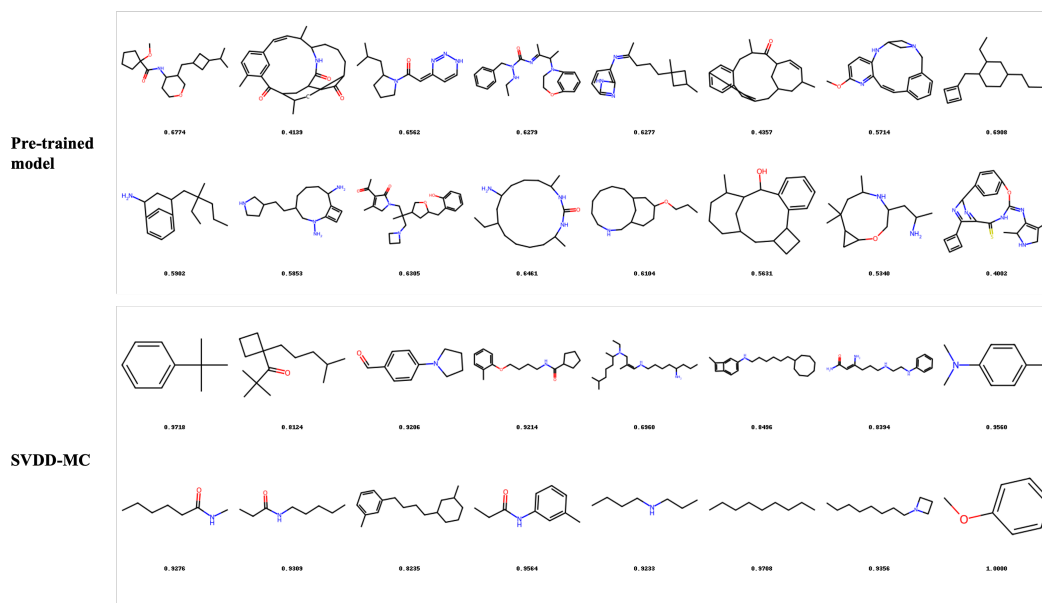 Pre-trained
model
0.6774 0.4139 0.6562 0.6279 0.6277 0.4357 0.5714 0.6908
0.5902 0.5853 0.6305 0.6461 0.6104 0.5631 0.5340 0.4002
SVDD-MC
0.9718 0.8124 0.9206 0.9214 0.6960 0.8496 0.8394 0.9560
0.9276 0.9309 0.8235 0.9564 0.9233 0.9708 0.9356 1.0000